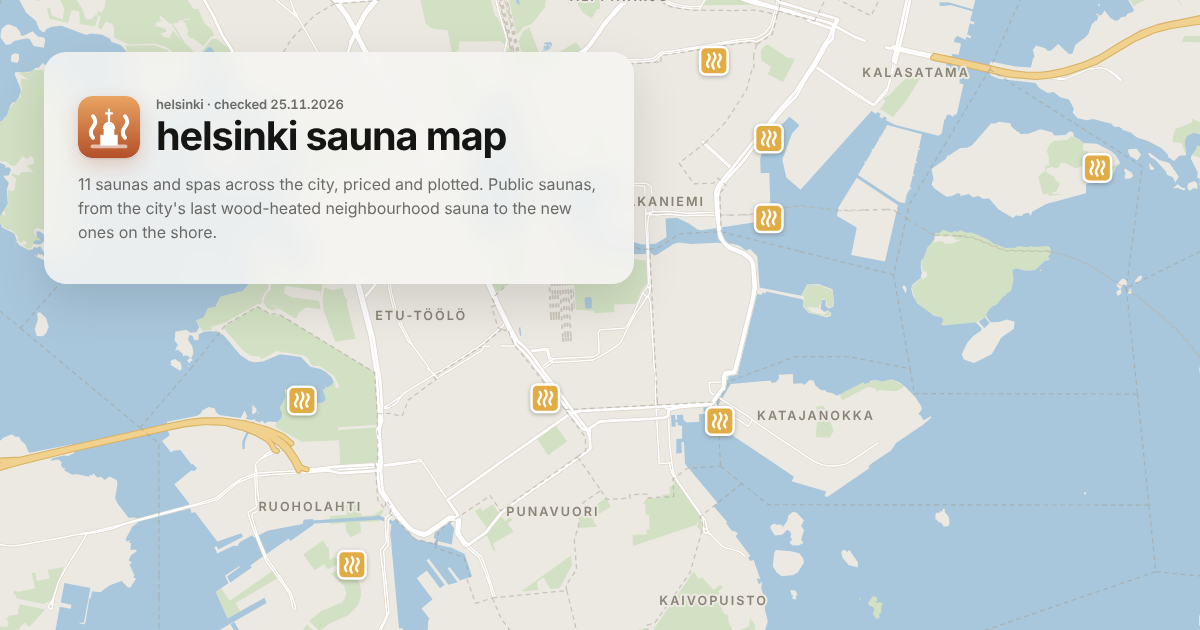 KALASATAMA
helsinki · checked 25.11.2026
helsinki sauna map
11 saunas and spas across the city, priced and plotted. Public saunas,
from the city's last wood-heated neighbourhood sauna to the new
ones on the shore.
KANIEMI
ETU-TÖÖLÖ
KATAJANOKKA
RUOHOLAHTI
PUNAVUORI
KAIVOPUISTO